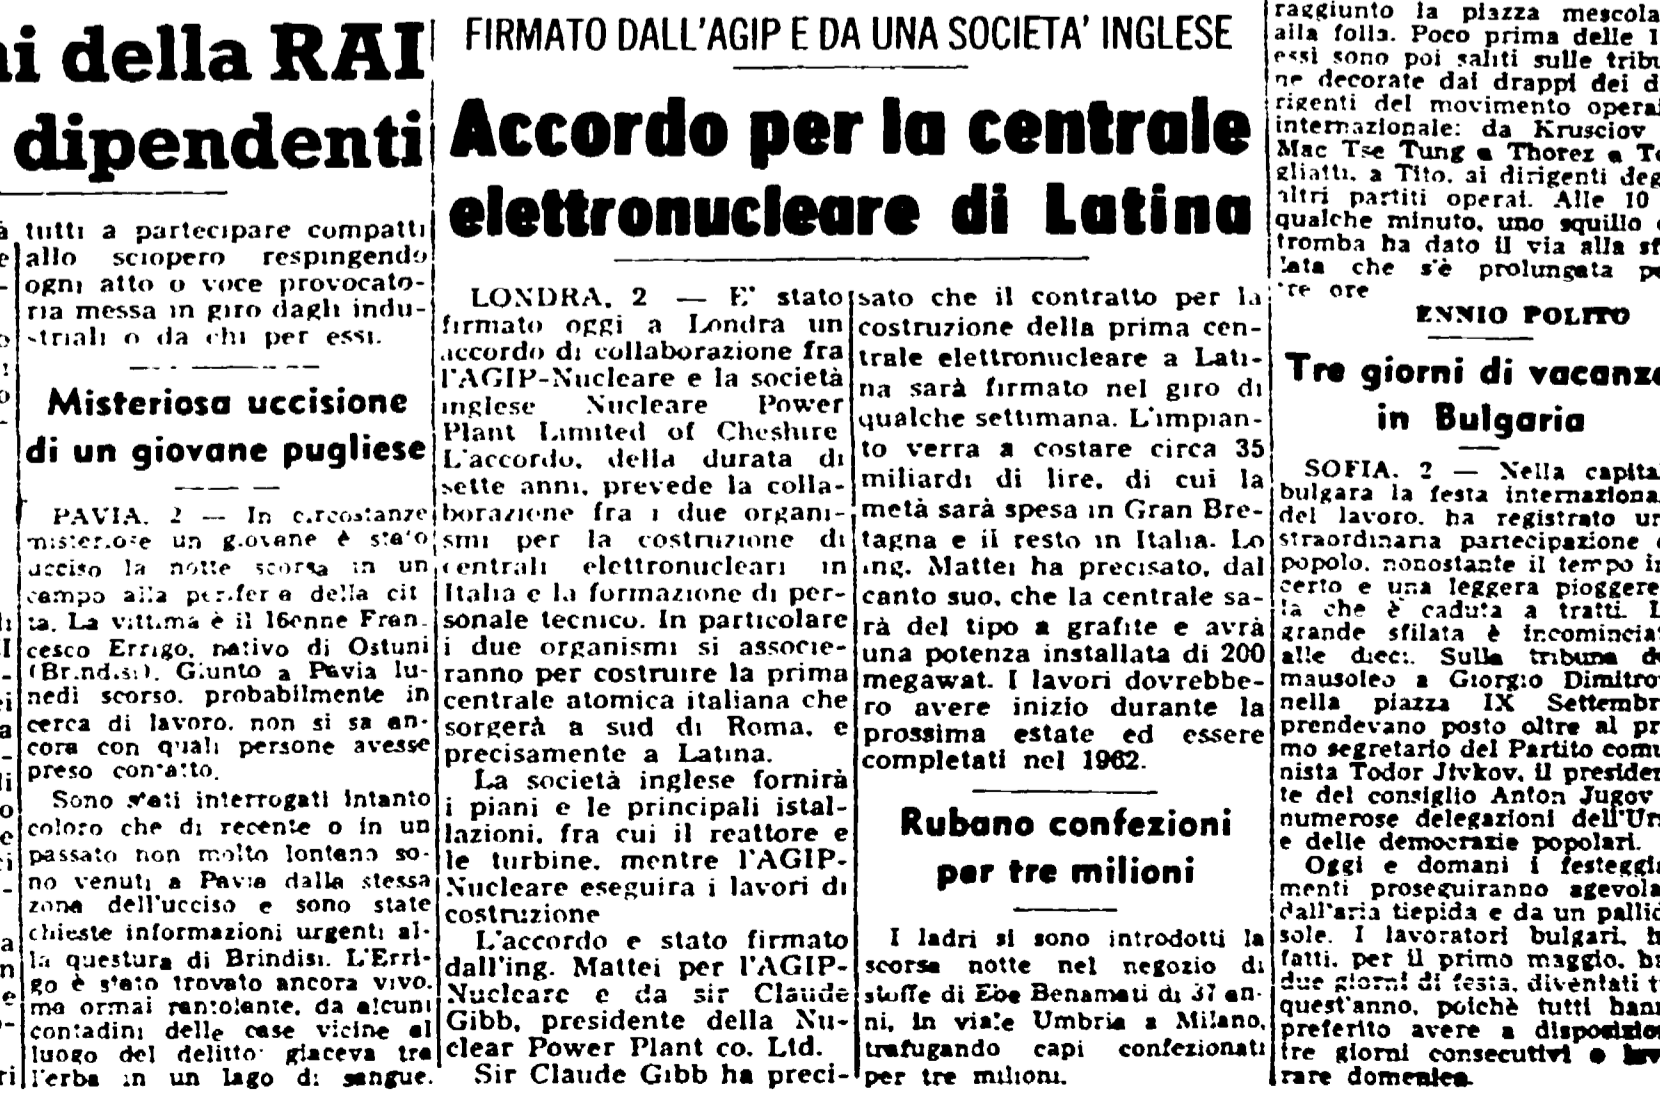 ni della RAI
dipendenti
tutti a partecipare compatti
allo sciopero respingendo
ogni atto o voce provocato-
ria messa in giro dagli indu-
striali o da chi per essi.
Misteriosa uccisione
di un giovane pugliese
PAVIA, 2 — In circostanze
misteriose un giovane è stato
ucciso la notte scorsa in un
campo alla periferia della cit
ta. La vittima è il 16enne Fran-
cesco Errigo, nativo di Ostuni
(Brindisi). Giunto a Pavia lu-
nedì scorso, probabilmente in
cerca di lavoro, non si sa an-
cora con quali persone avesse
preso contatto.
Sono stati interrogati intanto
coloro che di recente o in un
passato non molto lontano so-
no venuti a Pavia dalla stessa
zona dell'ucciso e sono state
chieste informazioni urgenti al-
la questura di Brindisi. L'Erri-
go è stato trovato ancora vivo,
ma ormai rantolante, da alcuni
contadini delle case vicine al
luogo del delitto: giaceva tra
l'erba in un lago di sangue.
FIRMATO DALL'AGIP E DA UNA SOCIETA' INGLESE
Accordo per la centrale
elettronucleare di Latina
LONDRA, 2 — E' stato
firmato oggi a Londra un
accordo di collaborazione fra
l'AGIP-Nucleare e la società
inglese Nucleare Power
Plant Limited of Cheshire
L'accordo, della durata di
sette anni, prevede la colla-
borazione fra i due organi-
smi per la costruzione di
centrali elettronucleari in
Italia e la formazione di per-
sonale tecnico. In particolare
i due organismi si associe-
ranno per costruire la prima
centrale atomica italiana che
sorgerà a sud di Roma, e
precisamente a Latina.
La società inglese fornirà
i piani e le principali istal-
lazioni, fra cui il reattore e
le turbine, mentre l'AGIP-
Nucleare eseguira i lavori di
costruzione
L'accordo e stato firmato
dall'ing. Mattei per l'AGIP-
Nucleare e da sir Claude
Gibb, presidente della Nu-
clear Power Plant co. Ltd.
Sir Claude Gibb ha preci-
sato che il contratto per la
costruzione della prima cen-
trale elettronucleare a Lati-
na sarà firmato nel giro di
qualche settimana. L'impian-
to verra a costare circa 35
miliardi di lire, di cui la
metà sarà spesa in Gran Bre-
tagna e il resto in Italia. Lo
ing. Mattei ha precisato, dal
canto suo, che la centrale sa-
rà del tipo a grafite e avrà
una potenza installata di 200
megawat. I lavori dovrebbe-
ro avere inizio durante la
prossima estate ed essere
completati nel 1962.
Rubano confezioni
per tre milioni
I ladri si sono introdotti la
scorsa notte nel negozio di
stoffe di Ebe Benamati di 37 an-
ni, in viale Umbria a Milano,
trafugando capi confezionati
per tre milioni.
raggiunto la piazza mescola
alla folla. Poco prima delle 1
essi sono poi saliti sulle tribu
ne decorate dai drappi dei d
rigenti del movimento operai
internazionale: da Krusciov
Mac Tse Tung a Thorez a To
gliatti, a Tito, ai dirigenti deg
altri partiti operai. Alle 10
qualche minuto, uno squillo
tromba ha dato il via alla sf
lata che s'è prolungata pe
tre ore
ENNIO POLITO
Tre giorni di vacanze
in Bulgaria
SOFIA, 2 — Nella capital
bulgara la festa internaziona
del lavoro, ha registrato un
straordinaria partecipazione
popolo, nonostante il tempo in
certo e una leggera pioggere
la che è caduta a tratti. L
grande sfilata è incominciat
alle dieci. Sulla tribuna de
mausoleo a Giorgio Dimitrov
nella piazza IX Settembr
prendevano posto oltre al pr
mo segretario del Partito comu
nista Todor Jivkov, il presiden
te del consiglio Anton Jugov
numerose delegazioni dell'Ur
e delle democrazie popolari.
Oggi e domani i festeggia
menti proseguiranno agevola
dall'aria tiepida e da un pallid
sole. I lavoratori bulgari, h
fatti, per il primo maggio, ha
due giorni di festa, diventati t
quest'anno, poichè tutti hann
preferito avere a disposizio
tre giorni consecutivi e lav
rare domenica.